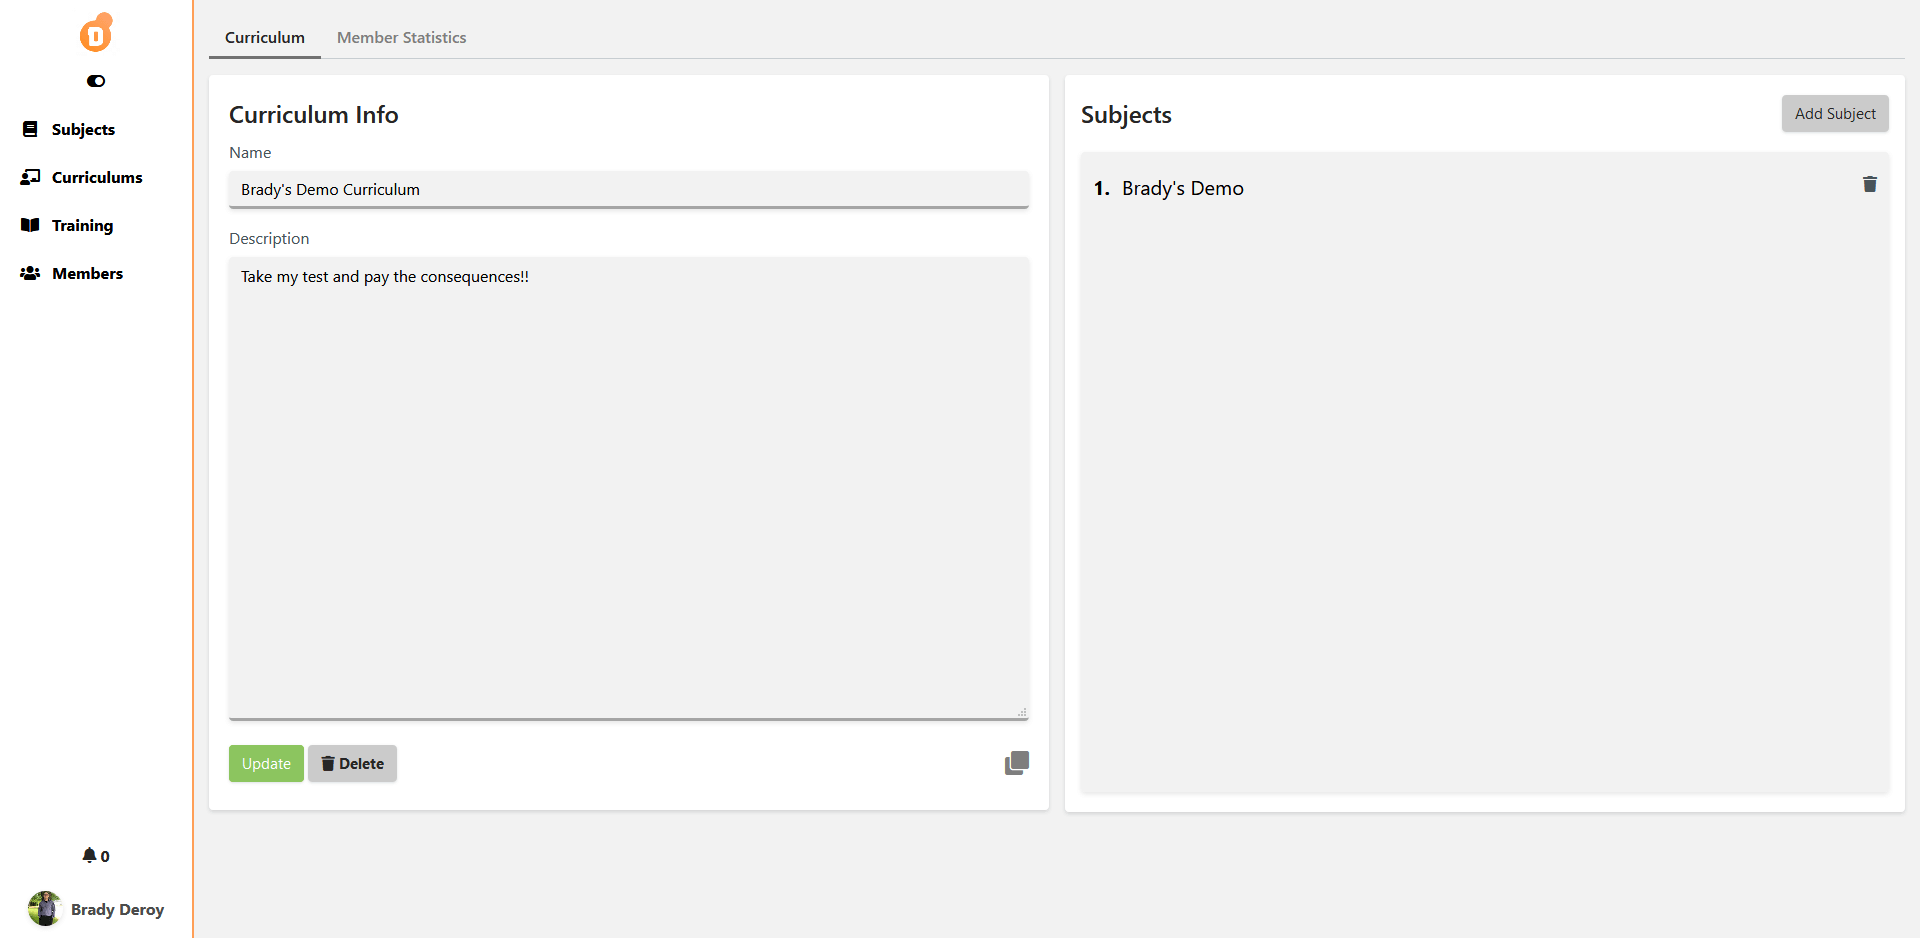 Curriculum
Member Statistics
Subjects
Curriculums
Training
Members
Curriculum Info
Name
Brady's Demo Curriculum
Description
Take my test and pay the consequences!!
Update
Delete
Subjects
Add Subject
1. Brady's Demo
0
Brady Deroy